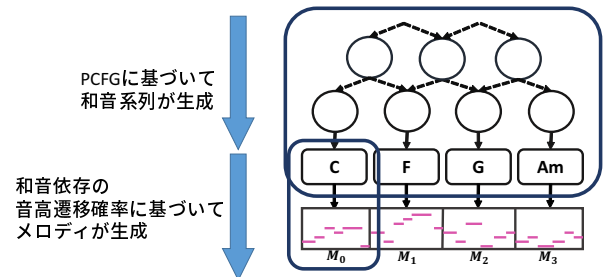 PCFGに基づいて
和音系列が生成
和音依存の
音高遷移確率に基づいて
メロディが生成
C F G Am
M₀ M₁ M₂ M₃